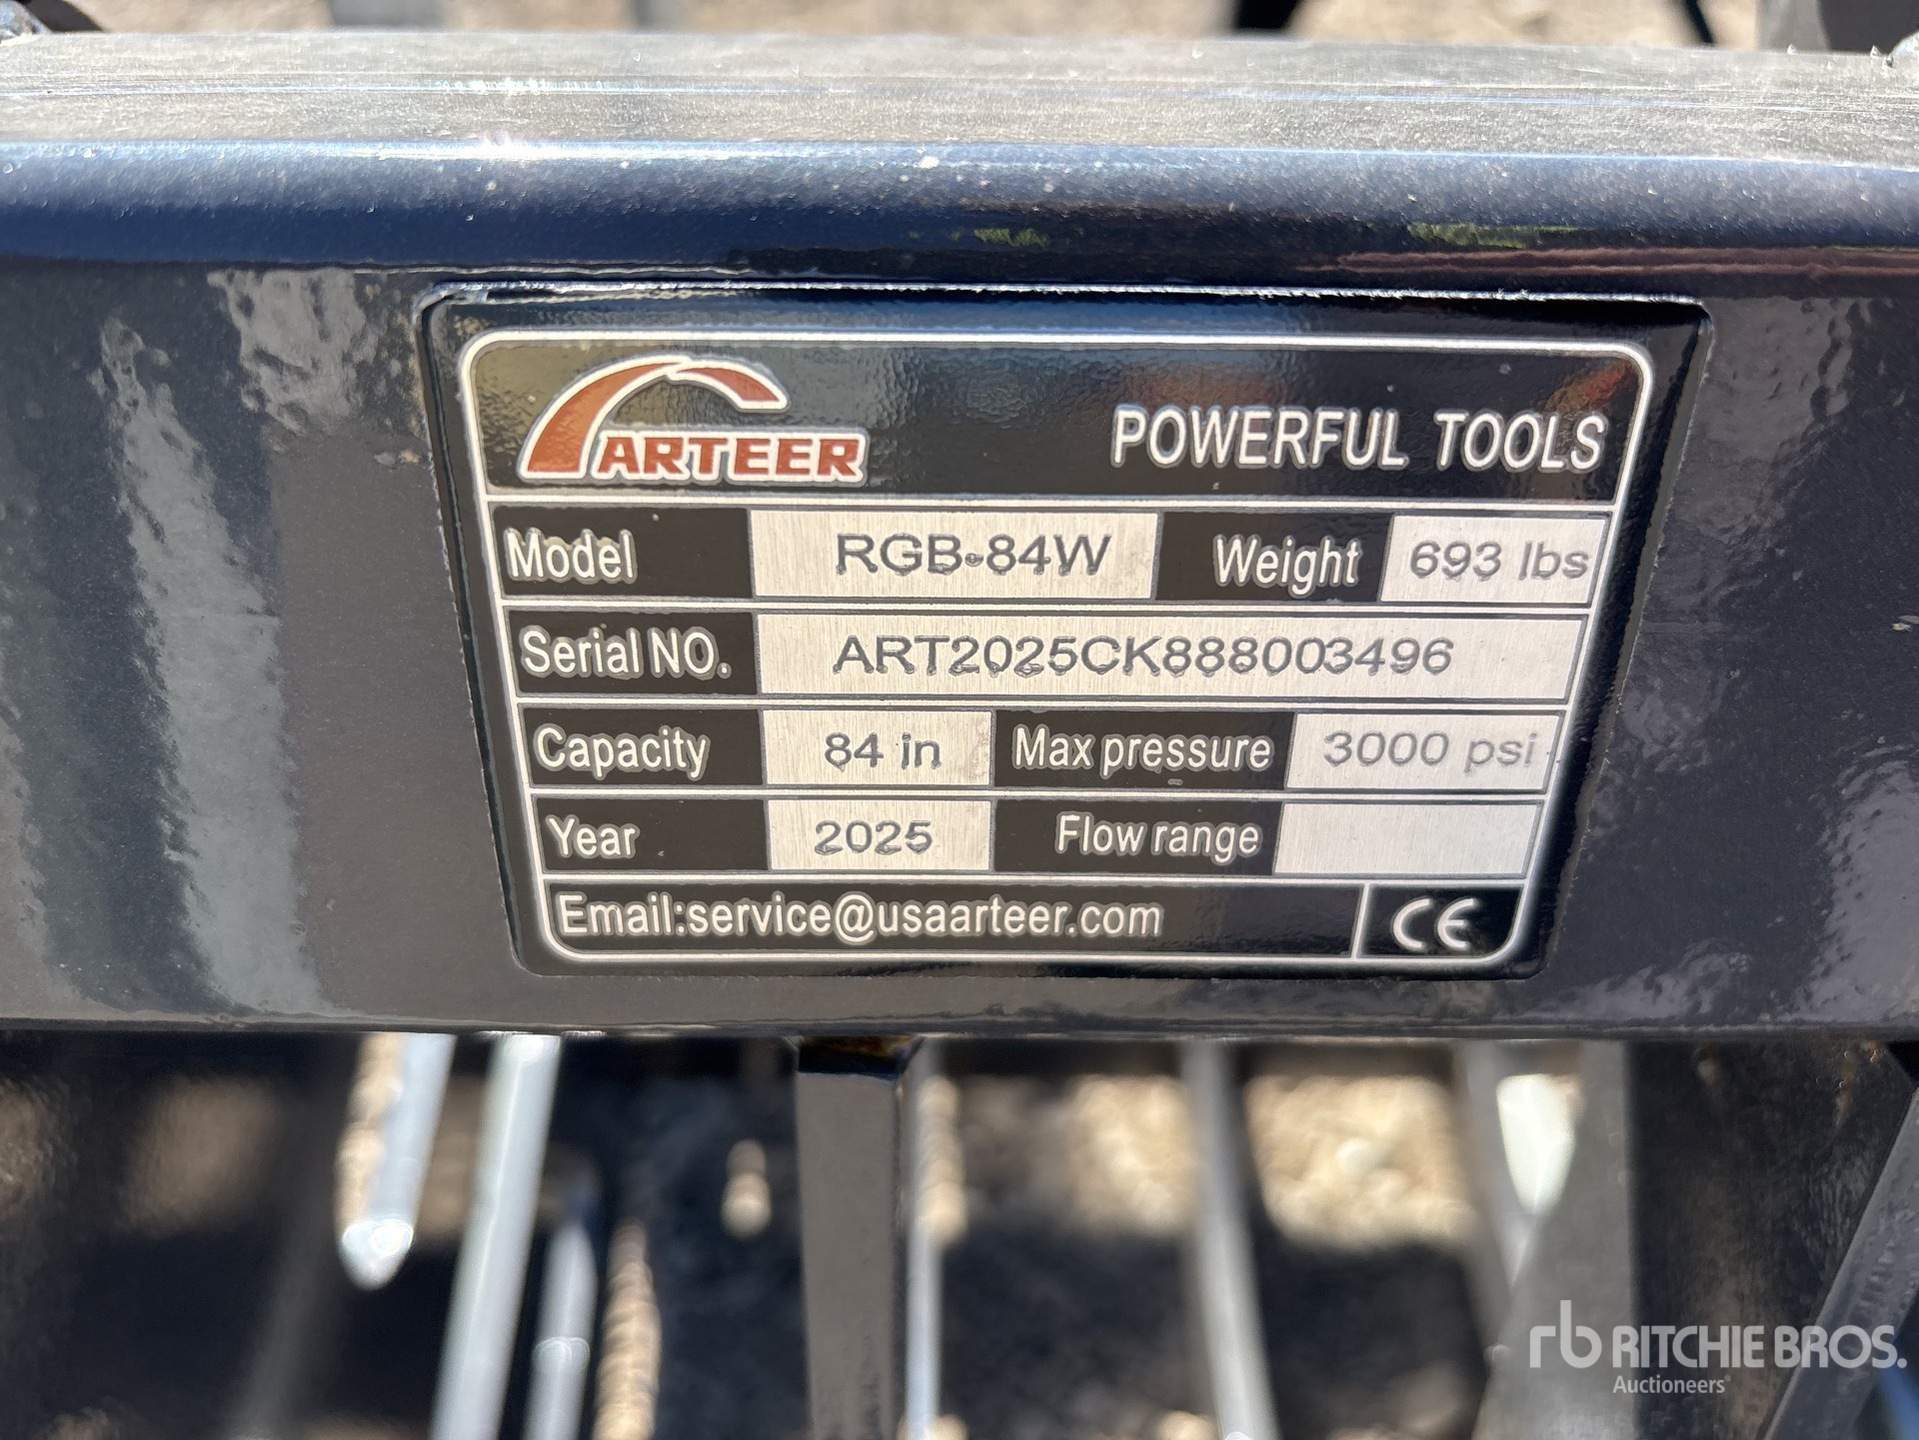 ARTEER POWERFUL TOOLS
Model RGB-84W Weight 693 lbs
Serial NO. ART2025CK888003496
Capacity 84 in Max pressure 3000 psi
Year 2025 Flow range
Email:service@usaarteer.com CE
rb RITCHIE BROS.
Auctioneers